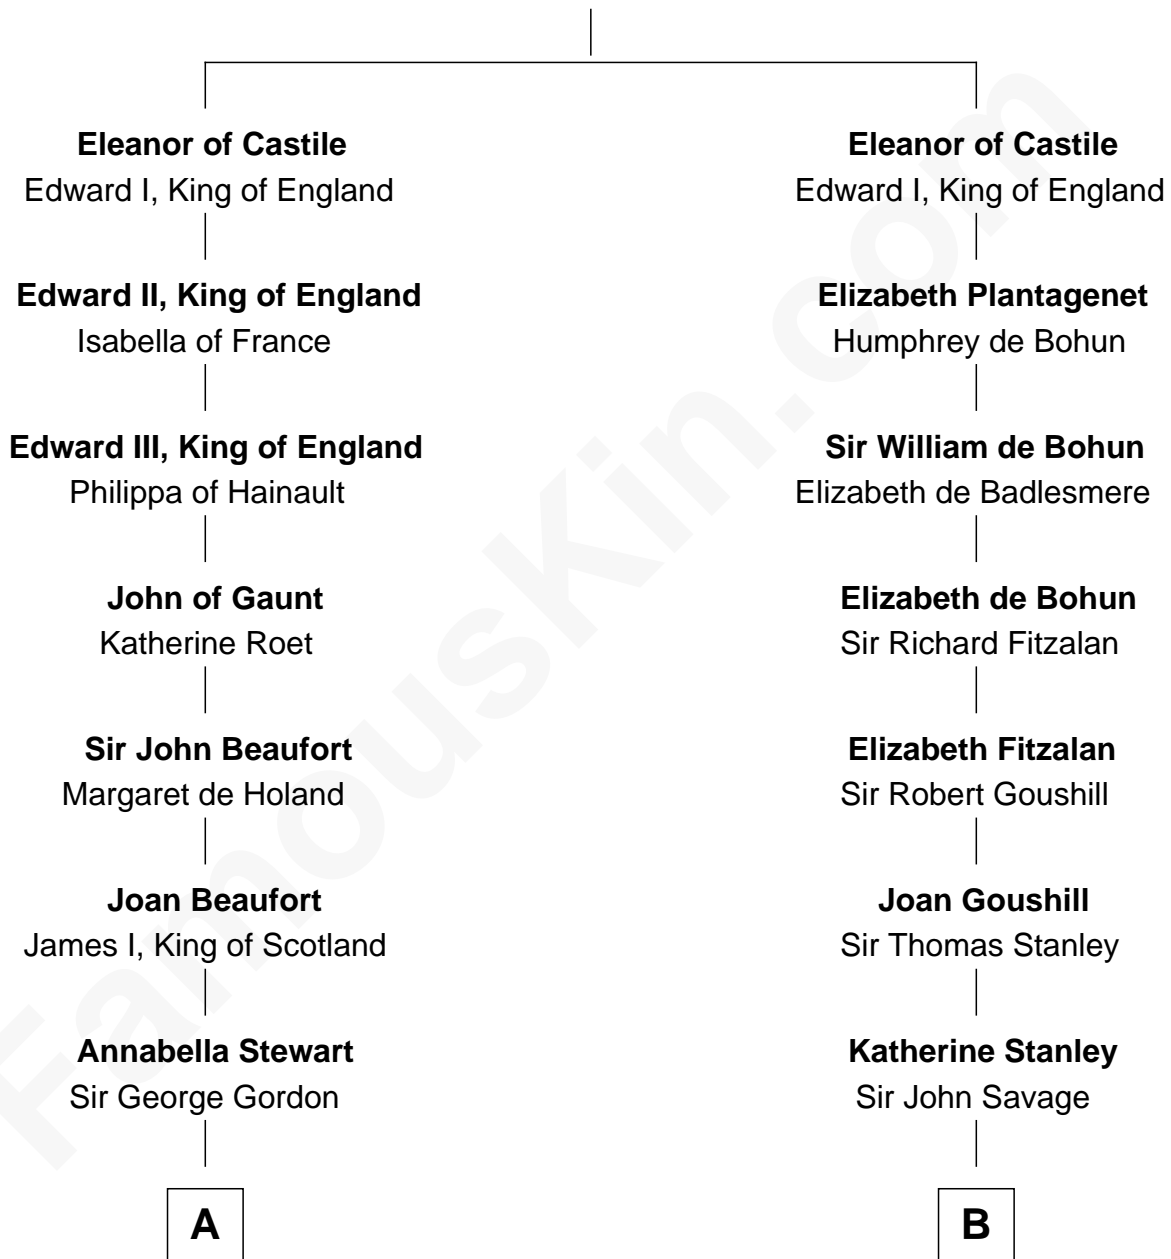 Eleanor of Castile
Edward I, King of England
Edward II, King of England
Isabella of France
Edward III, King of England
Philippa of Hainault
John of Gaunt
Katherine Roet
Sir John Beaufort
Margaret de Holand
Joan Beaufort
James I, King of Scotland
Annabella Stewart
Sir George Gordon
A
Eleanor of Castile
Edward I, King of England
Elizabeth Plantagenet
Humphrey de Bohun
Sir William de Bohun
Elizabeth de Badlesmere
Elizabeth de Bohun
Sir Richard Fitzalan
Elizabeth Fitzalan
Sir Robert Goushill
Joan Goushill
Sir Thomas Stanley
Katherine Stanley
Sir John Savage
B
FamousKin.com